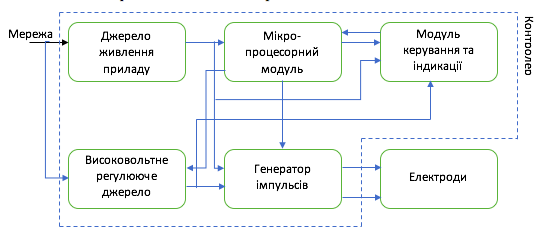 Мережа
Джерело
живлення
приладу
Мікро-
процесорний
модуль
Модуль
керування та
індикації
Контролер
Високовольтне
регулююче
джерело
Генератор
імпульсів
Електроди